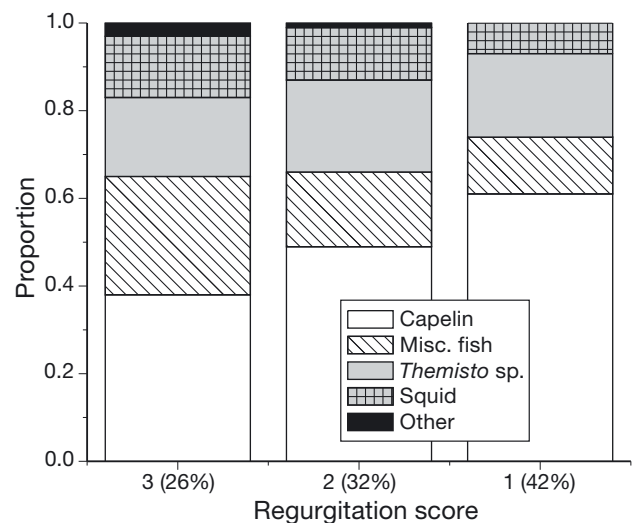 1.0
0.8
0.6
0.4
0.2
0.0
Proportion
Capelin
Misc. fish
Themisto sp.
Squid
Other
3 (26%) 2 (32%) 1 (42%)
Regurgitation score